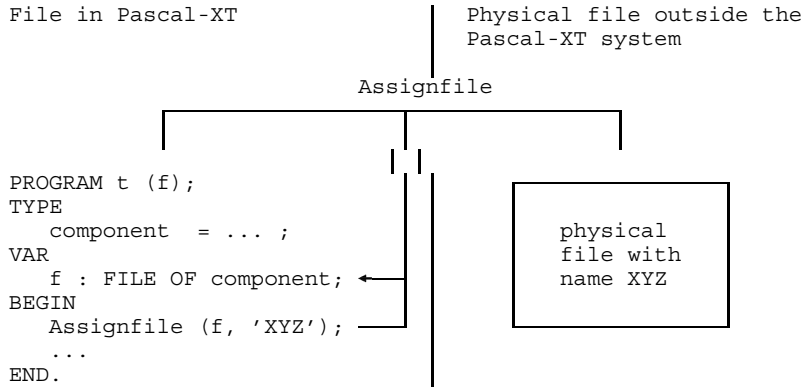 File in Pascal-XT
Physical file outside the
Pascal-XT system
Assignfile
PROGRAM t (f);
TYPE
component = ... ;
VAR
f : FILE OF component;
BEGIN
Assignfile (f, ’XYZ’);
...
END.
physical
file with
name XYZ